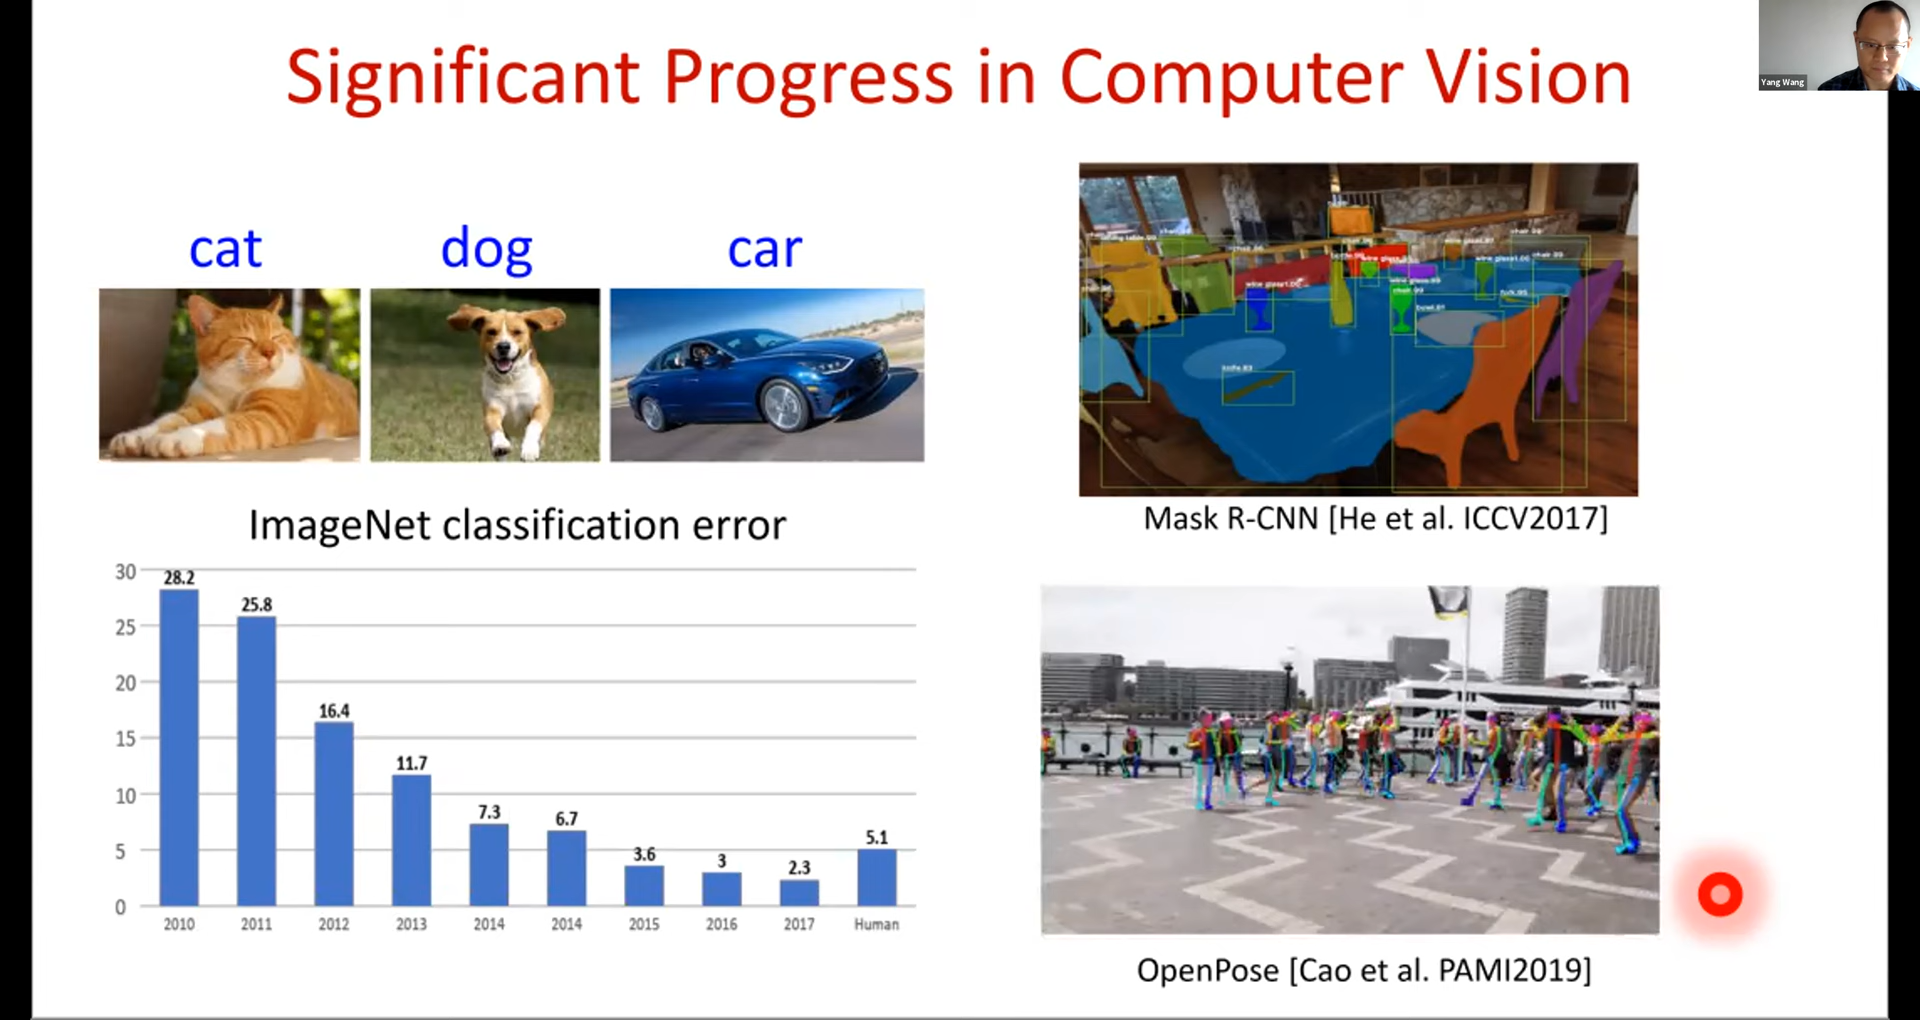 Significant Progress in Computer Vision
Yang Wang
cat
dog
car
ImageNet classification error
30
25
20
15
10
5
0
28.2
25.8
16.4
11.7
7.3
6.7
3.6
3
2.3
5.1
2010
2011
2012
2013
2014
2014
2015
2016
2017
Human
Mask R-CNN [He et al. ICCV2017]
OpenPose [Cao et al. PAMI2019]